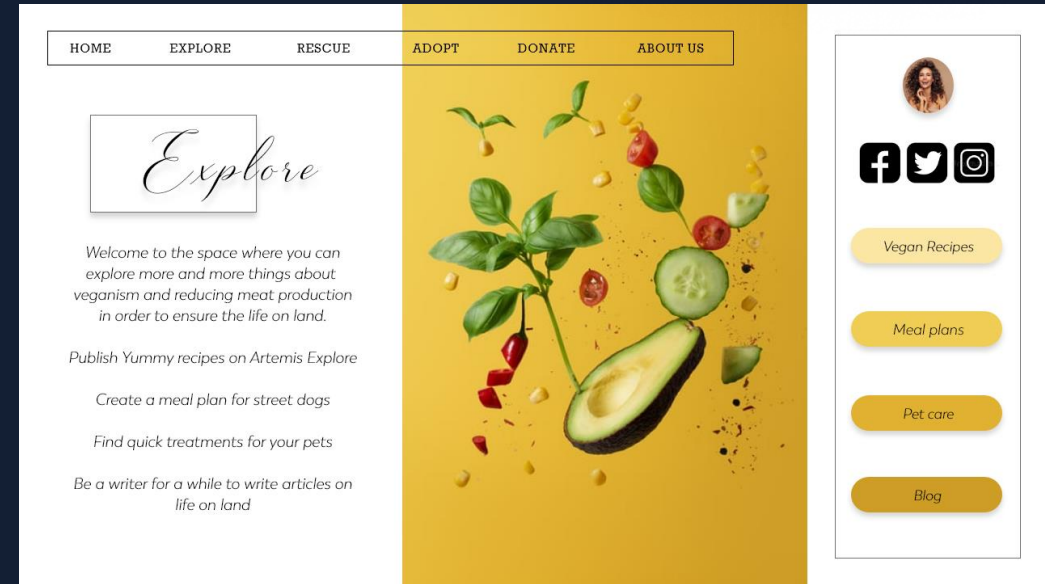 HOME EXPLORE RESCUE ADOPT DONATE ABOUT US
Explore
Welcome to the space where you can
explore more and more things about
veganism and reducing meat production
in order to ensure the life on land.
Publish Yummy recipes on Artemis Explore
Create a meal plan for street dogs
Find quick treatments for your pets
Be a writer for a while to write articles on
life on land
Vegan Recipes
Meal plans
Pet care
Blog